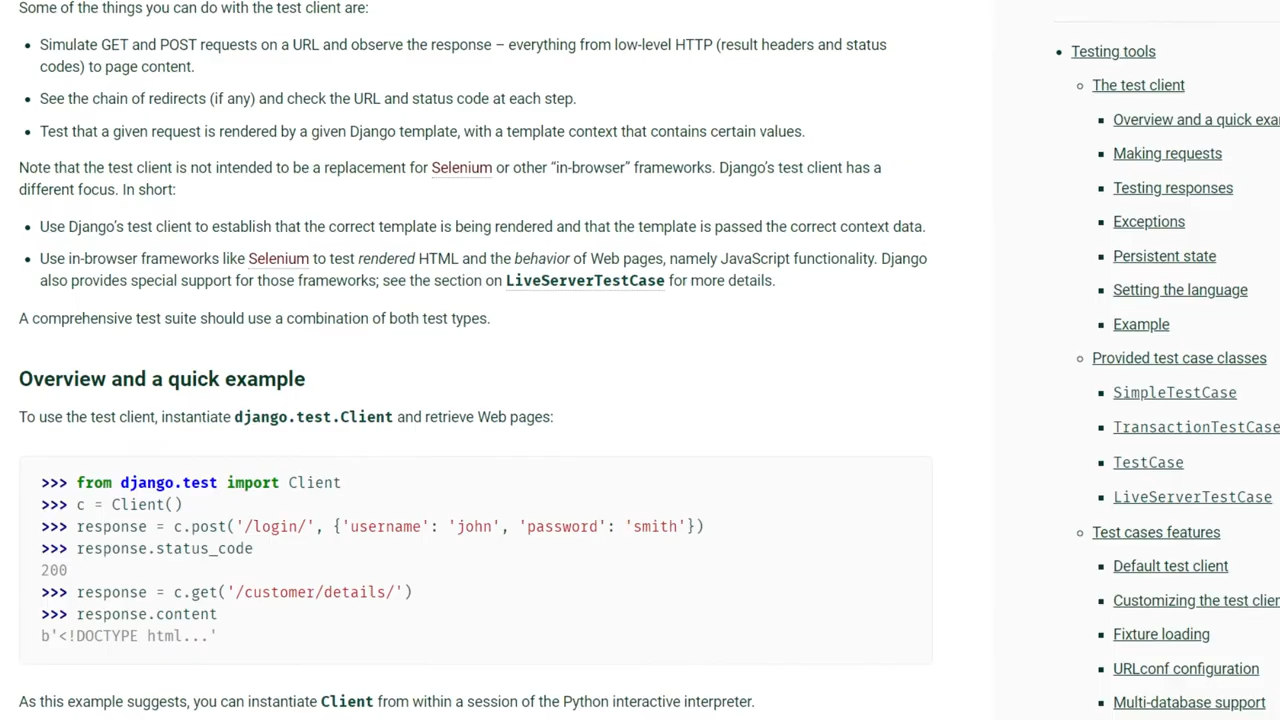 Some of the things you can do with the test client are:
Simulate GET and POST requests on a URL and observe the response – everything from low-level HTTP (result headers and status
codes) to page content.
See the chain of redirects (if any) and check the URL and status code at each step.
Test that a given request is rendered by a given Django template, with a template context that contains certain values.
Note that the test client is not intended to be a replacement for Selenium or other “in-browser” frameworks. Django’s test client has a
different focus. In short:
Use Django’s test client to establish that the correct template is being rendered and that the template is passed the correct context data.
Use in-browser frameworks like Selenium to test rendered HTML and the behavior of Web pages, namely JavaScript functionality. Django
also provides special support for those frameworks; see the section on LiveServerTestCase for more details.
A comprehensive test suite should use a combination of both test types.
Overview and a quick example
To use the test client, instantiate django.test.Client and retrieve Web pages:
>>> from django.test import Client
>>> c = Client()
>>> response = c.post('/login/', {'username': 'john', 'password': 'smith'})
>>> response.status_code
200
>>> response = c.get('/customer/details/')
>>> response.content
b'<!DOCTYPE html...'
As this example suggests, you can instantiate Client from within a session of the Python interactive interpreter.
Testing tools
The test client
Overview and a quick exa
Making requests
Testing responses
Exceptions
Persistent state
Setting the language
Example
Provided test case classes
SimpleTestCase
TransactionTestCase
TestCase
LiveServerTestCase
Test cases features
Default test client
Customizing the test clien
Fixture loading
URLconf configuration
Multi-database support